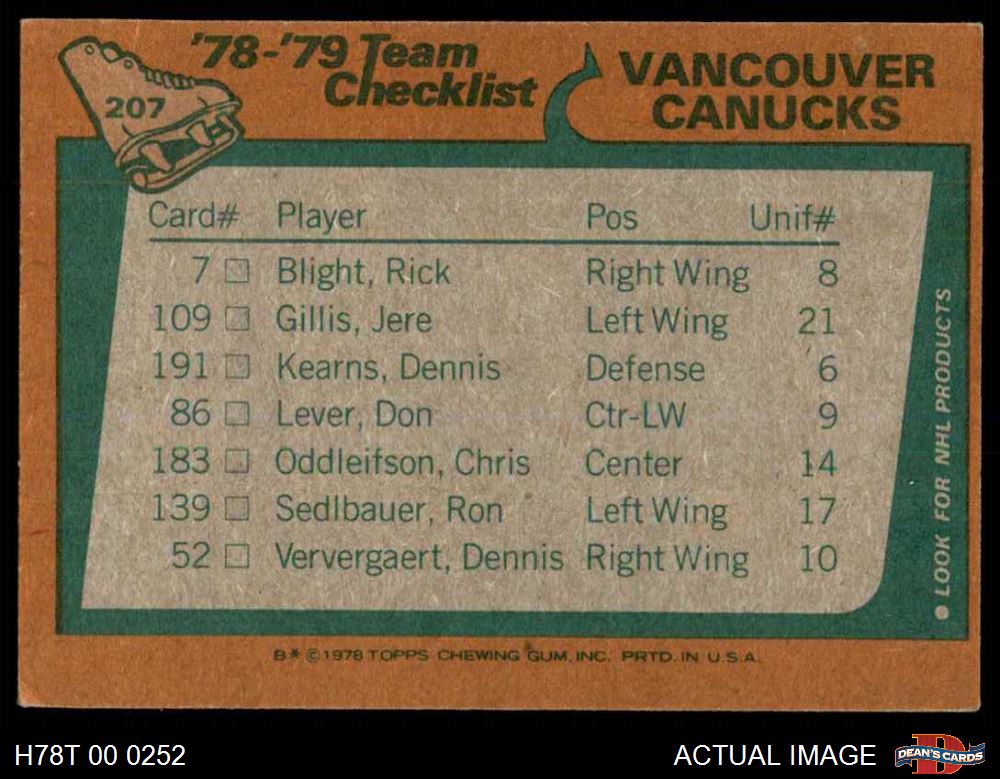 207
'78-'79 Team
Checklist
VANCOUVER
CANUCKS
Card# Player Pos Unif#
7 Blight, Rick Right Wing 8
109 Gillis, Jere Left Wing 21
191 Kearns, Dennis Defense 6
86 Lever, Don Ctr-LW 9
183 Oddleifson, Chris Center 14
139 Sedlbauer, Ron Left Wing 17
52 Ververgaert, Dennis Right Wing 10
● LOOK FOR NHL PRODUCTS
B* ©1978 TOPPS CHEWING GUM, INC. PRTD. IN U.S.A.
H78T 00 0252
ACTUAL IMAGE
DEAN'S CARDS